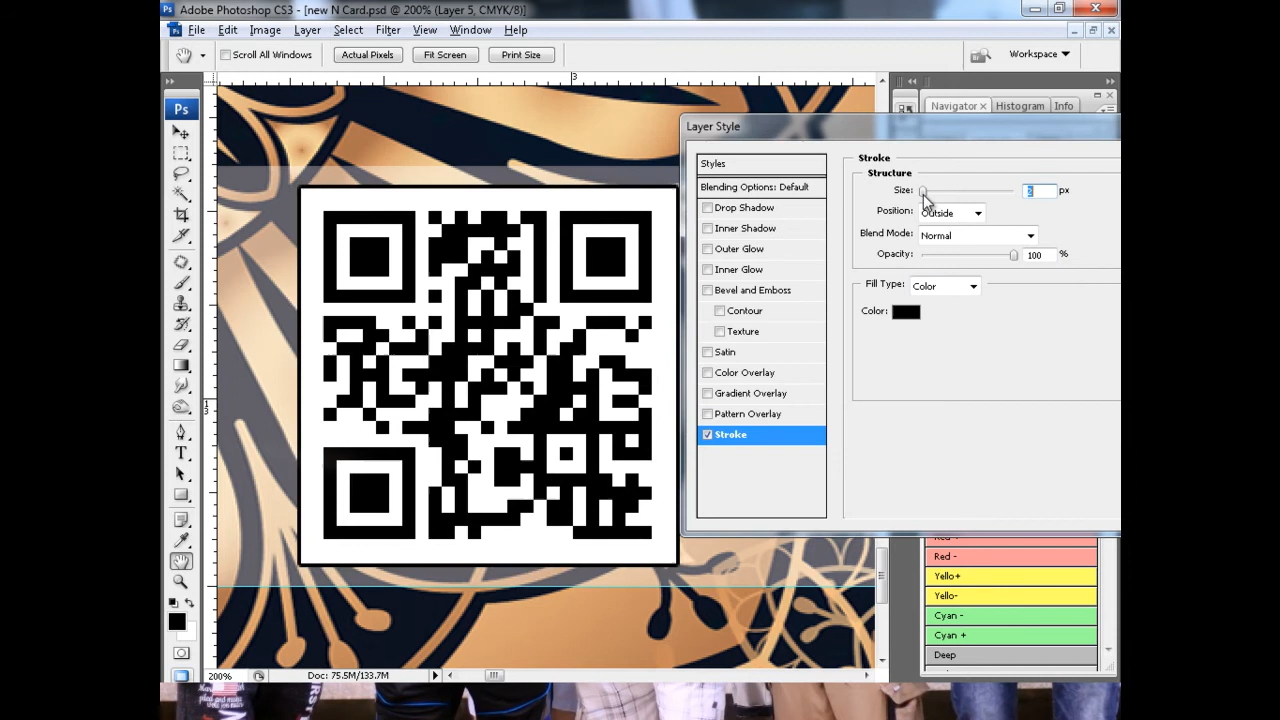 Adobe Photoshop CS3 - [new N Card.psd @ 200% (Layer 5, CMYK/8)]
File Edit Image Layer Select Filter View Window Help
Scroll All Windows Actual Pixels Fit Screen Print Size Workspace
3
Ps
Navigator × Histogram Info
Layer Style
Styles
Stroke
Structure
Blending Options: Default
Size: px
Drop Shadow
Position: Outside
Inner Shadow
Blend Mode: Normal
Outer Glow
Opacity: 100 %
Inner Glow
Fill Type: Color
Bevel and Emboss
Contour
Color:
Texture
Satin
Color Overlay
Gradient Overlay
Pattern Overlay
Stroke
1
3
T
Red -
Yello+
Yello-
Cyan -
Cyan +
Deep
200% Doc: 75.5M/133.7M